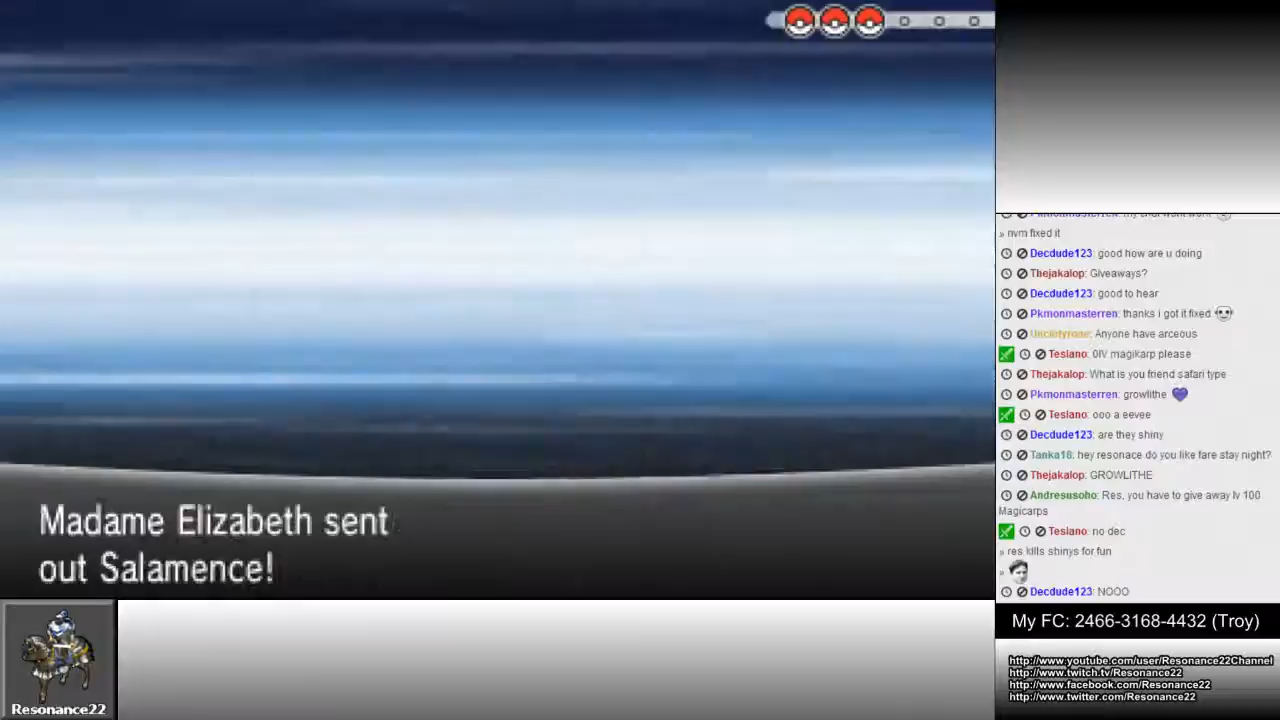 Madame Elizabeth sent
out Salamence!
» nvm fixed it
Decdude123: good how are u doing
Thejakalop: Giveaways?
Decdude123: good to hear
Pkmonmasterren: thanks i got it fixed
Uncletyrone: Anyone have arceous
Teslano: 0IV magikarp please
Thejakalop: What is you friend safari type
Pkmonmasterren: growlithe
Teslano: ooo a eevee
Decdude123: are they shiny
Tanka18: hey resonace do you like fare stay night?
Thejakalop: GROWLITHE
Andresusoho: Res, you have to give away lv 100
Magicarps
Teslano: no dec
» res kills shinys for fun
»
Decdude123: NOOO
My FC: 2466-3168-4432 (Troy)
http://www.youtube.com/user/Resonance22Channel
http://www.twitch.tv/Resonance22
http://www.facebook.com/Resonance22
http://www.twitter.com/Resonance22
Resonance22